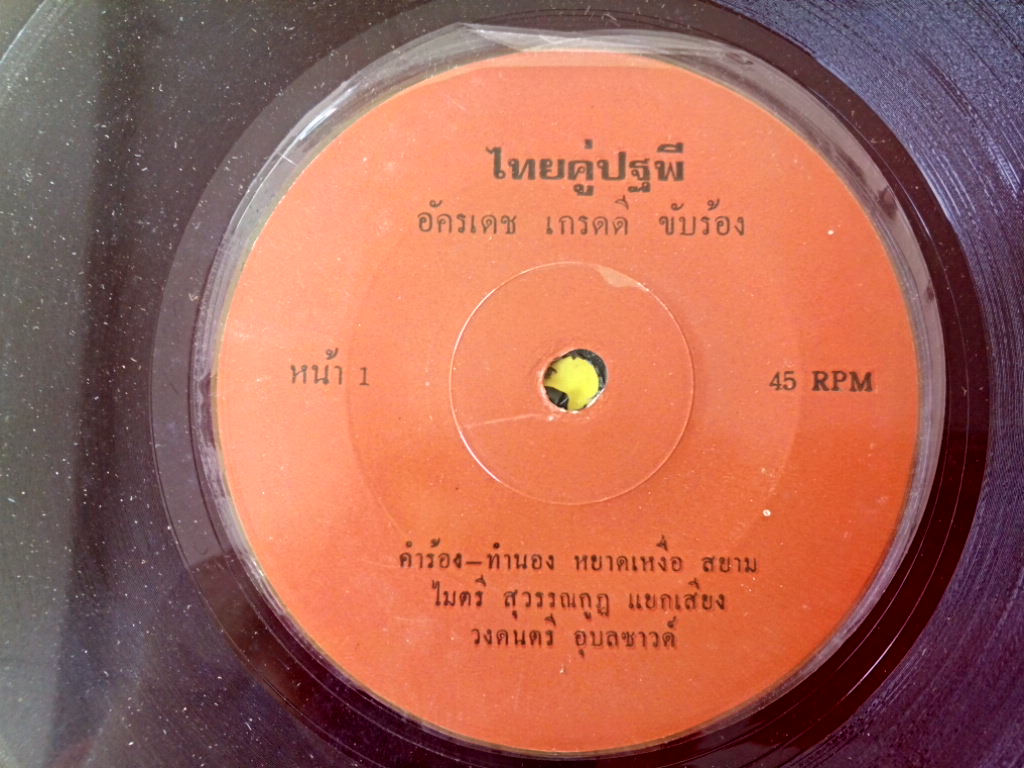 ไทยคู่ปฐพี
อัครเดช เกรดดี ขับร้อง
หน้า 1
45 RPM
คำร้อง-ทำนอง หยาดเหงื่อ สยาม
ไมตรี สุวรรณกูฏ แยกเสียง
วงดนตรี อุบลซาวด์